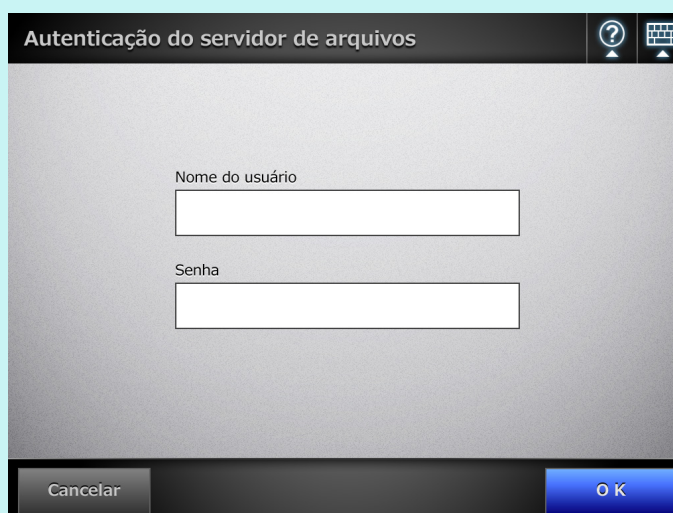 Autenticação do servidor de arquivos
?
Nome do usuário
Senha
Cancelar
OK